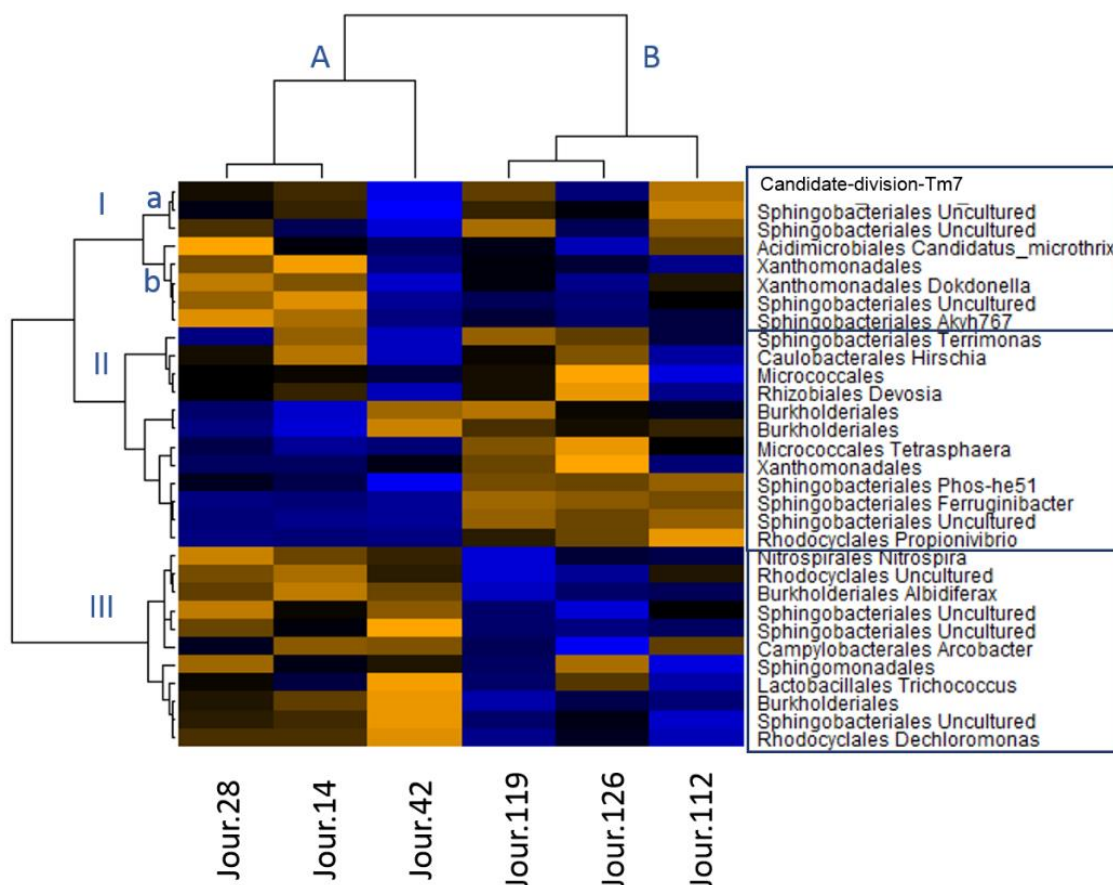 A
B
I
a
b
II
III
Candidate-division-Tm7
Sphingobacteriales Uncultured
Sphingobacteriales Uncultured
Acidimicrobiales Candidatus_microthrix
Xanthomonadales
Xanthomonadales Dokdonella
Sphingobacteriales Uncultured
Sphingobacteriales Akyh767
Sphingobacteriales Terrimonas
Caulobacterales Hirschia
Micrococcales
Rhizobiales Devosia
Burkholderiales
Burkholderiales
Micrococcales Tetrasphaera
Xanthomonadales
Sphingobacteriales Phos-he51
Sphingobacteriales Ferruginibacter
Sphingobacteriales Uncultured
Rhodocyclales Propionivibrio
Nitrospirales Nitrospira
Rhodocyclales Uncultured
Burkholderiales Albidiferax
Sphingobacteriales Uncultured
Sphingobacteriales Uncultured
Campylobacterales Arcobacter
Sphingomonadales
Lactobacillales Trichococcus
Burkholderiales
Sphingobacteriales Uncultured
Rhodocyclales Dechloromonas
Jour.28
Jour.14
Jour.42
Jour.119
Jour.126
Jour.112